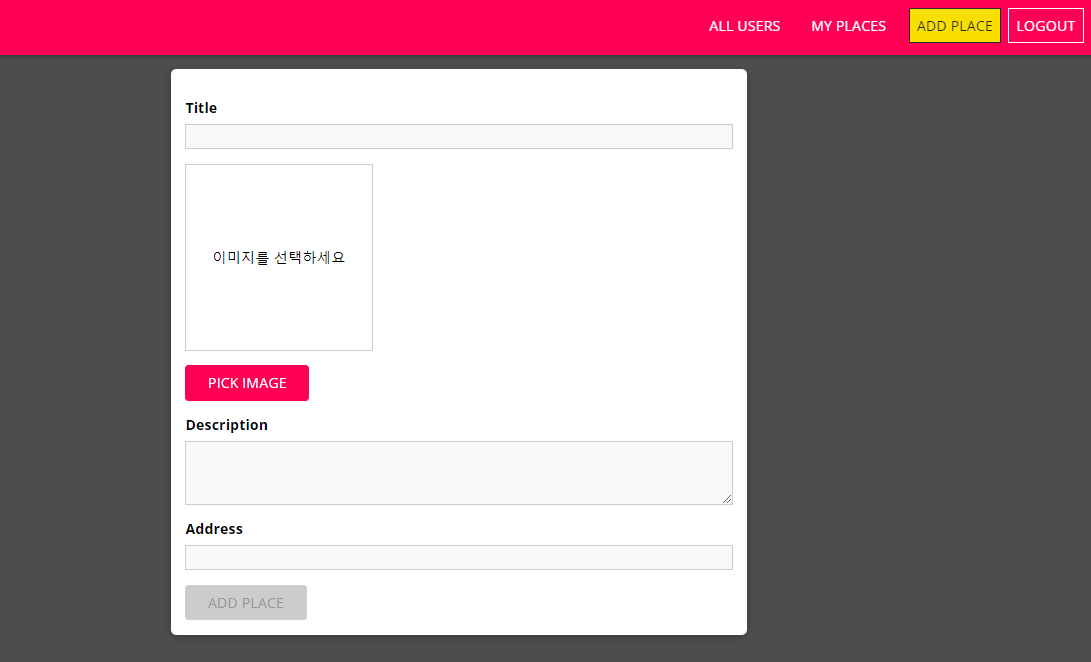 ALL USERS MY PLACES ADD PLACE LOGOUT
Title
이미지를 선택하세요
PICK IMAGE
Description
Address
ADD PLACE